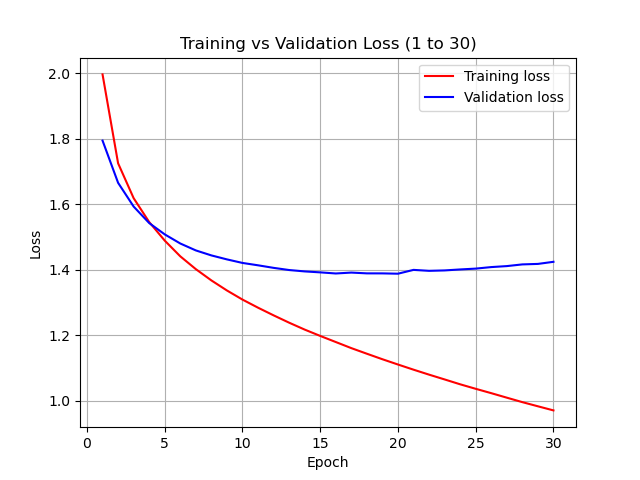 Training vs Validation Loss (1 to 30)
Training loss
Validation loss
2.0
1.8
1.6
1.4
1.2
1.0
Loss
0 5 10 15 20 25 30
Epoch